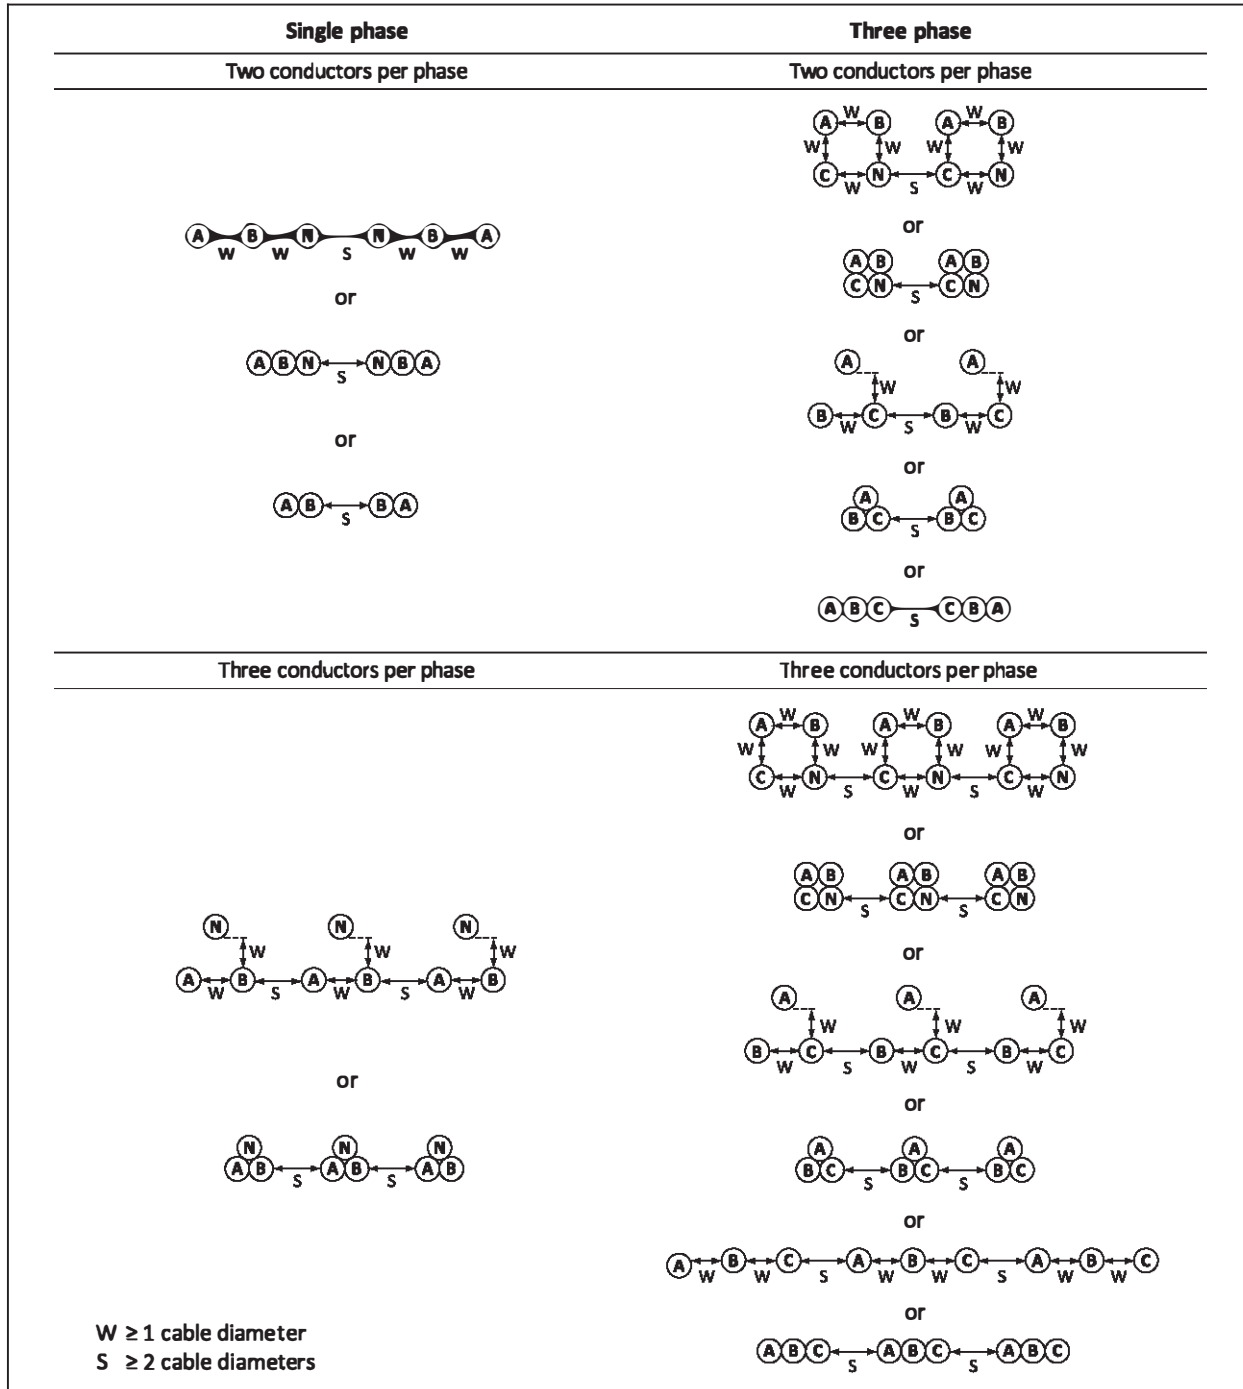 Single phase
Two conductors per phase
A B N N B A
W W S W W
or
A B N N B A
S
or
A B B A
S
Three phase
Two conductors per phase
W W
A B A B
W W W W
C N C N
W S W
or
A B A B
C N C N
S
or
A A
W W
B C B C
W S W
or
A A
B C B C
S
or
A B C C B A
S
Three conductors per phase
N N N
W W W
A B A B A B
W S W S W
or
N N N
A B A B A B
S S
W ≥ 1 cable diameter
S ≥ 2 cable diameters
Three conductors per phase
W W W
A B A B A B
W W W W W W
C N C N C N
W S W S W
or
A B A B A B
C N C N C N
S S
or
A A A
W W W
B C B C B C
W S W S W
or
A A A
B C B C B C
S S
or
A B C A B C A B C
W W S W W S W W
or
A B C A B C A B C
S S